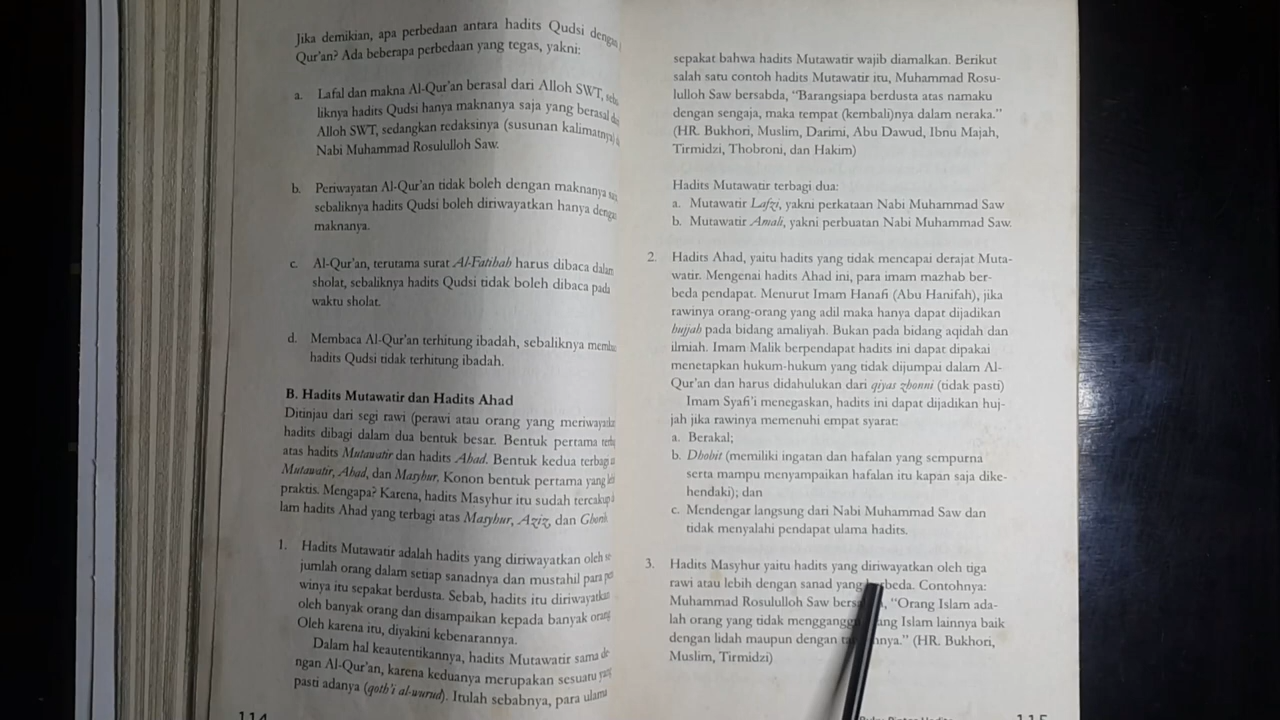 Jika demikian, apa perbedaan antara hadits Qudsi dengan
Qur'an? Ada beberapa perbedaan yang tegas, yakni:
a. Lafal dan makna Al-Qur'an berasal dari Alloh SWT,
liknya hadits Qudsi hanya maknanya saja yang berasal
Alloh SWT, sedangkan redaksinya (susunan kalimatnya)
Nabi Muhammad Rosululloh Saw.
b. Periwayatan Al-Qur'an tidak boleh dengan maknanya
sebaliknya hadits Qudsi boleh diriwayatkan hanya dengan
maknanya.
c. Al-Qur'an, terutama surat Al-Fatihah harus dibaca dalam
sholat, sebaliknya hadits Qudsi tidak boleh dibaca pada
waktu sholat.
d. Membaca Al-Qur'an terhitung ibadah, sebaliknya
hadits Qudsi tidak terhitung ibadah.
B. Hadits Mutawatir dan Hadits Ahad
Ditinjau dari segi rawi (perawi atau orang yang meriwayatkan
hadits dibagi dalam dua bentuk besar. Bentuk pertama
atas hadits Mutawatir dan hadits Ahad. Bentuk kedua terbagi
Mutawatir, Ahad, dan Masyhur. Konon bentuk pertama yang
praktis. Mengapa? Karena, hadits Masyhur itu sudah tercakup
lam hadits Ahad yang terbagi atas Masyhur, Aziz, dan Ghorib.
1. Hadits Mutawatir adalah hadits yang diriwayatkan oleh se-
jumlah orang dalam setiap sanadnya dan mustahil para
winya itu sepakat berdusta. Sebab, hadits itu diriwayatkan
oleh banyak orang dan disampaikan kepada banyak orang
Oleh karena itu, diyakini kebenarannya.
Dalam hal keautentikannya, hadits Mutawatir sama de-
ngan Al-Qur'an, karena keduanya merupakan sesuatu yang
pasti adanya (qoth'i al-wurud). Itulah sebabnya, para ulama
114
sepakat bahwa hadits Mutawatir wajib diamalkan. Berikut
salah satu contoh hadits Mutawatir itu, Muhammad Rosu-
lulloh Saw bersabda, “Barangsiapa berdusta atas namaku
dengan sengaja, maka tempat (kembali)nya dalam neraka.”
(HR. Bukhori, Muslim, Darimi, Abu Dawud, Ibnu Majah,
Tirmidzi, Thobroni, dan Hakim)
Hadits Mutawatir terbagi dua:
a. Mutawatir Lafzi, yakni perkataan Nabi Muhammad Saw
b. Mutawatir Amali, yakni perbuatan Nabi Muhammad Saw.
2. Hadits Ahad, yaitu hadits yang tidak mencapai derajat Muta-
watir. Mengenai hadits Ahad ini, para imam mazhab ber-
beda pendapat. Menurut Imam Hanafi (Abu Hanifah), jika
rawinya orang-orang yang adil maka hanya dapat dijadikan
hujjah pada bidang amaliyah. Bukan pada bidang aqidah dan
ilmiah. Imam Malik berpendapat hadits ini dapat dipakai
menetapkan hukum-hukum yang tidak dijumpai dalam Al-
Qur'an dan harus didahulukan dari qiyas zhonni (tidak pasti)
Imam Syafi'i menegaskan, hadits ini dapat dijadikan huj-
jah jika rawinya memenuhi empat syarat:
a. Berakal;
b. Dhobit (memiliki ingatan dan hafalan yang sempurna
serta mampu menyampaikan hafalan itu kapan saja dike-
hendaki); dan
c. Mendengar langsung dari Nabi Muhammad Saw dan
tidak menyalahi pendapat ulama hadits.
3. Hadits Masyhur yaitu hadits yang diriwayatkan oleh tiga
rawi atau lebih dengan sanad yang berbeda. Contohnya:
Muhammad Rosululloh Saw “Orang Islam ada-
lah orang yang tidak mengganggu Islam lainnya baik
dengan lidah maupun dengan (HR. Bukhori,
Muslim, Tirmidzi)
115